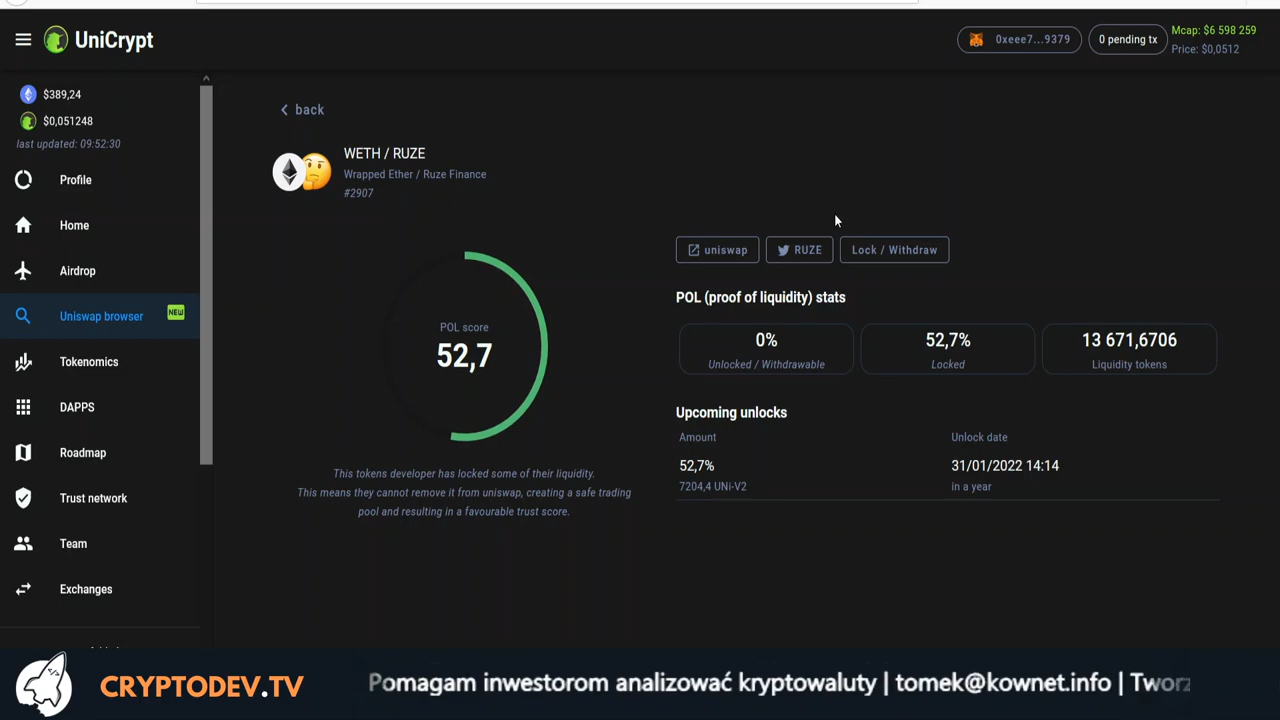 UniCrypt
0xeee7...9379
0 pending tx
Mcap: $6 598 259
Price: $0,0512
$389,24
$0,051248
last updated: 09:52:30
Profile
Home
Airdrop
Uniswap browser
NEW
Tokenomics
DAPPS
Roadmap
Trust network
Team
Exchanges
back
WETH / RUZE
Wrapped Ether / Ruze Finance
#2907
POL score
52,7
This tokens developer has locked some of their liquidity.
This means they cannot remove it from uniswap, creating a safe trading
pool and resulting in a favourable trust score.
uniswap
RUZE
Lock / Withdraw
POL (proof of liquidity) stats
0%
Unlocked / Withdrawable
52,7%
Locked
13 671,6706
Liquidity tokens
Upcoming unlocks
Amount
Unlock date
52,7%
31/01/2022 14:14
7204,4 UNi-V2
in a year
CRYPTODEV.TV
Pomagam inwestorom analizować kryptowaluty | tomek@kownet.info |